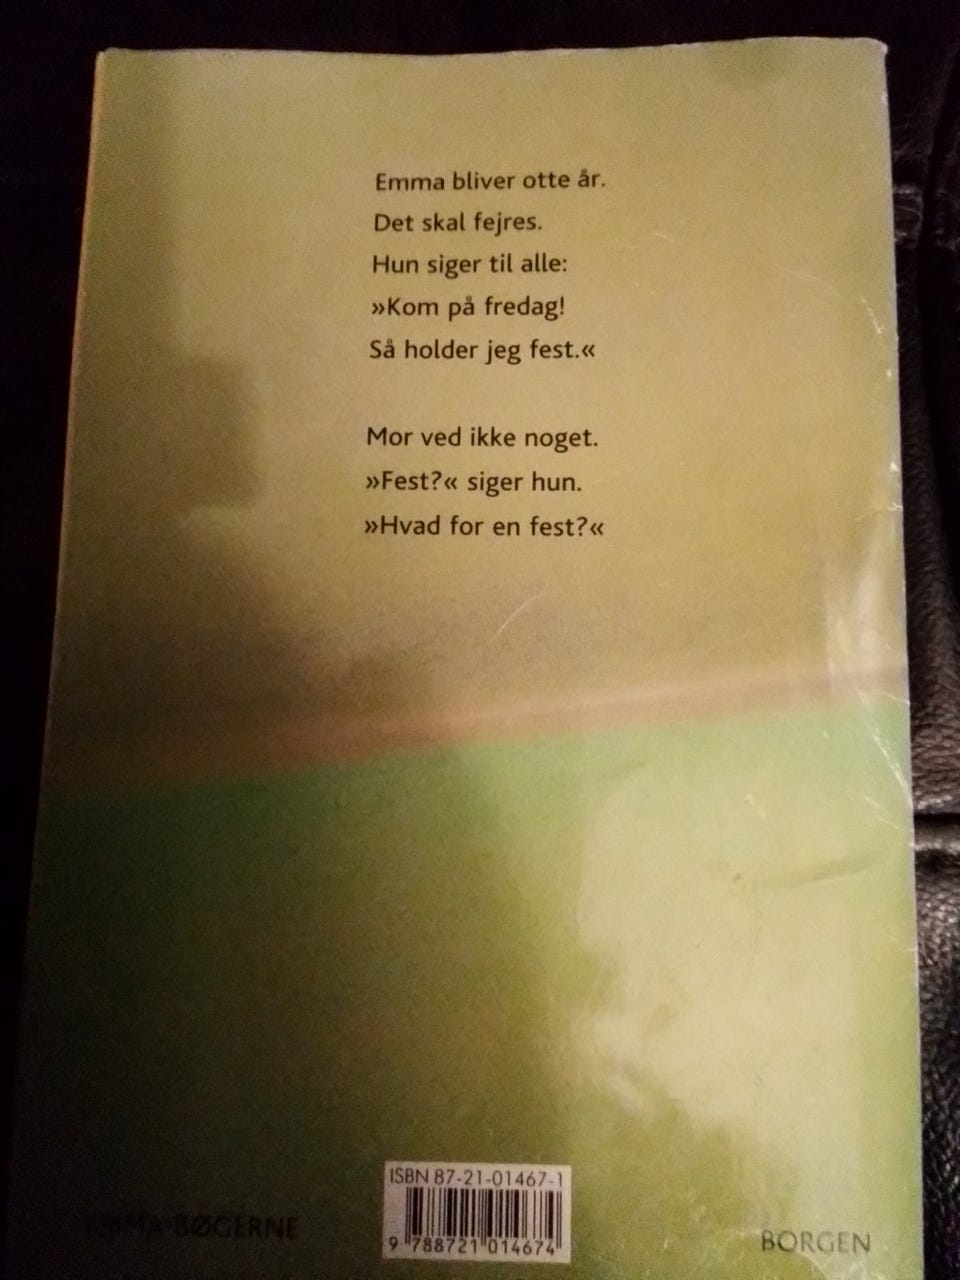 Emma bliver otte år.
Det skal fejres.
Hun siger til alle:
»Kom på fredag!
Så holder jeg fest.«
Mor ved ikke noget.
»Fest?« siger hun.
»Hvad for en fest?«
ISBN 87-21-01467-1
9 788721 014674
EMMA-BØGERNE
BORGEN